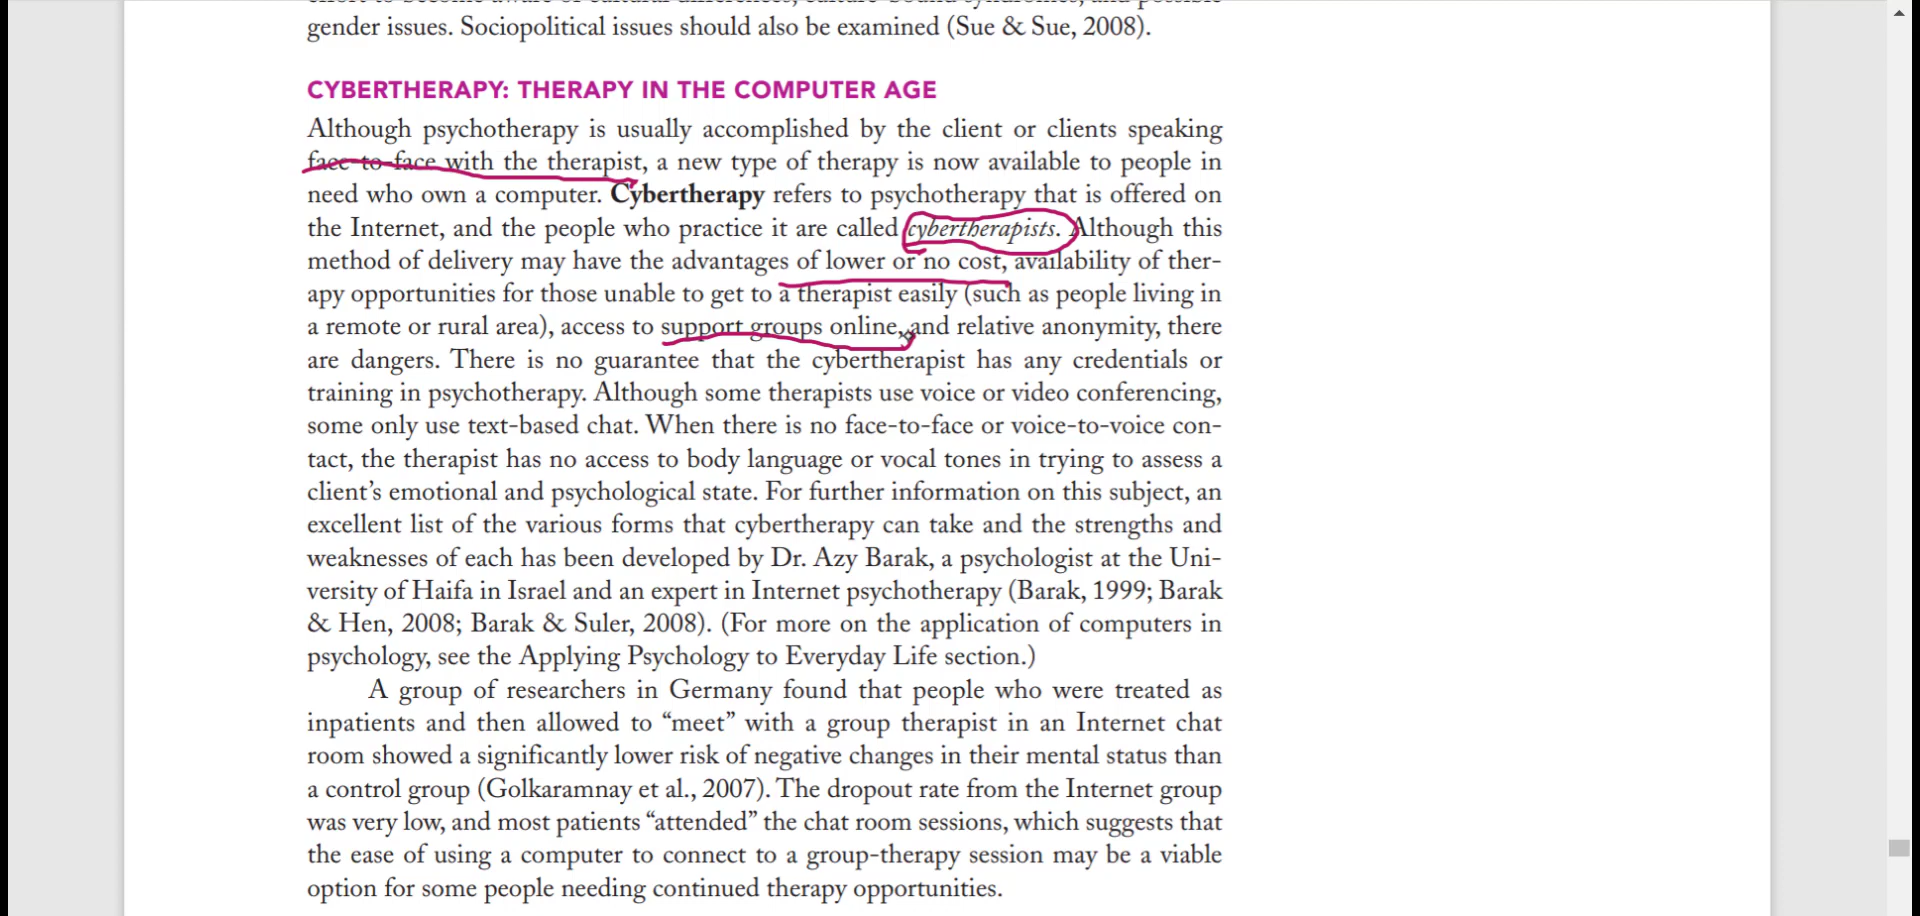 gender issues. Sociopolitical issues should also be examined (Sue & Sue, 2008).
CYBERTHERAPY: THERAPY IN THE COMPUTER AGE
Although psychotherapy is usually accomplished by the client or clients speaking
face-to-face with the therapist, a new type of therapy is now available to people in
need who own a computer. Cybertherapy refers to psychotherapy that is offered on
the Internet, and the people who practice it are called cybertherapists. Although this
method of delivery may have the advantages of lower or no cost, availability of ther-
apy opportunities for those unable to get to a therapist easily (such as people living in
a remote or rural area), access to support groups online, and relative anonymity, there
are dangers. There is no guarantee that the cybertherapist has any credentials or
training in psychotherapy. Although some therapists use voice or video conferencing,
some only use text-based chat. When there is no face-to-face or voice-to-voice con-
tact, the therapist has no access to body language or vocal tones in trying to assess a
client's emotional and psychological state. For further information on this subject, an
excellent list of the various forms that cybertherapy can take and the strengths and
weaknesses of each has been developed by Dr. Azy Barak, a psychologist at the Uni-
versity of Haifa in Israel and an expert in Internet psychotherapy (Barak, 1999; Barak
& Hen, 2008; Barak & Suler, 2008). (For more on the application of computers in
psychology, see the Applying Psychology to Everyday Life section.)
A group of researchers in Germany found that people who were treated as
inpatients and then allowed to “meet” with a group therapist in an Internet chat
room showed a significantly lower risk of negative changes in their mental status than
a control group (Golkaramnay et al., 2007). The dropout rate from the Internet group
was very low, and most patients “attended” the chat room sessions, which suggests that
the ease of using a computer to connect to a group-therapy session may be a viable
option for some people needing continued therapy opportunities.